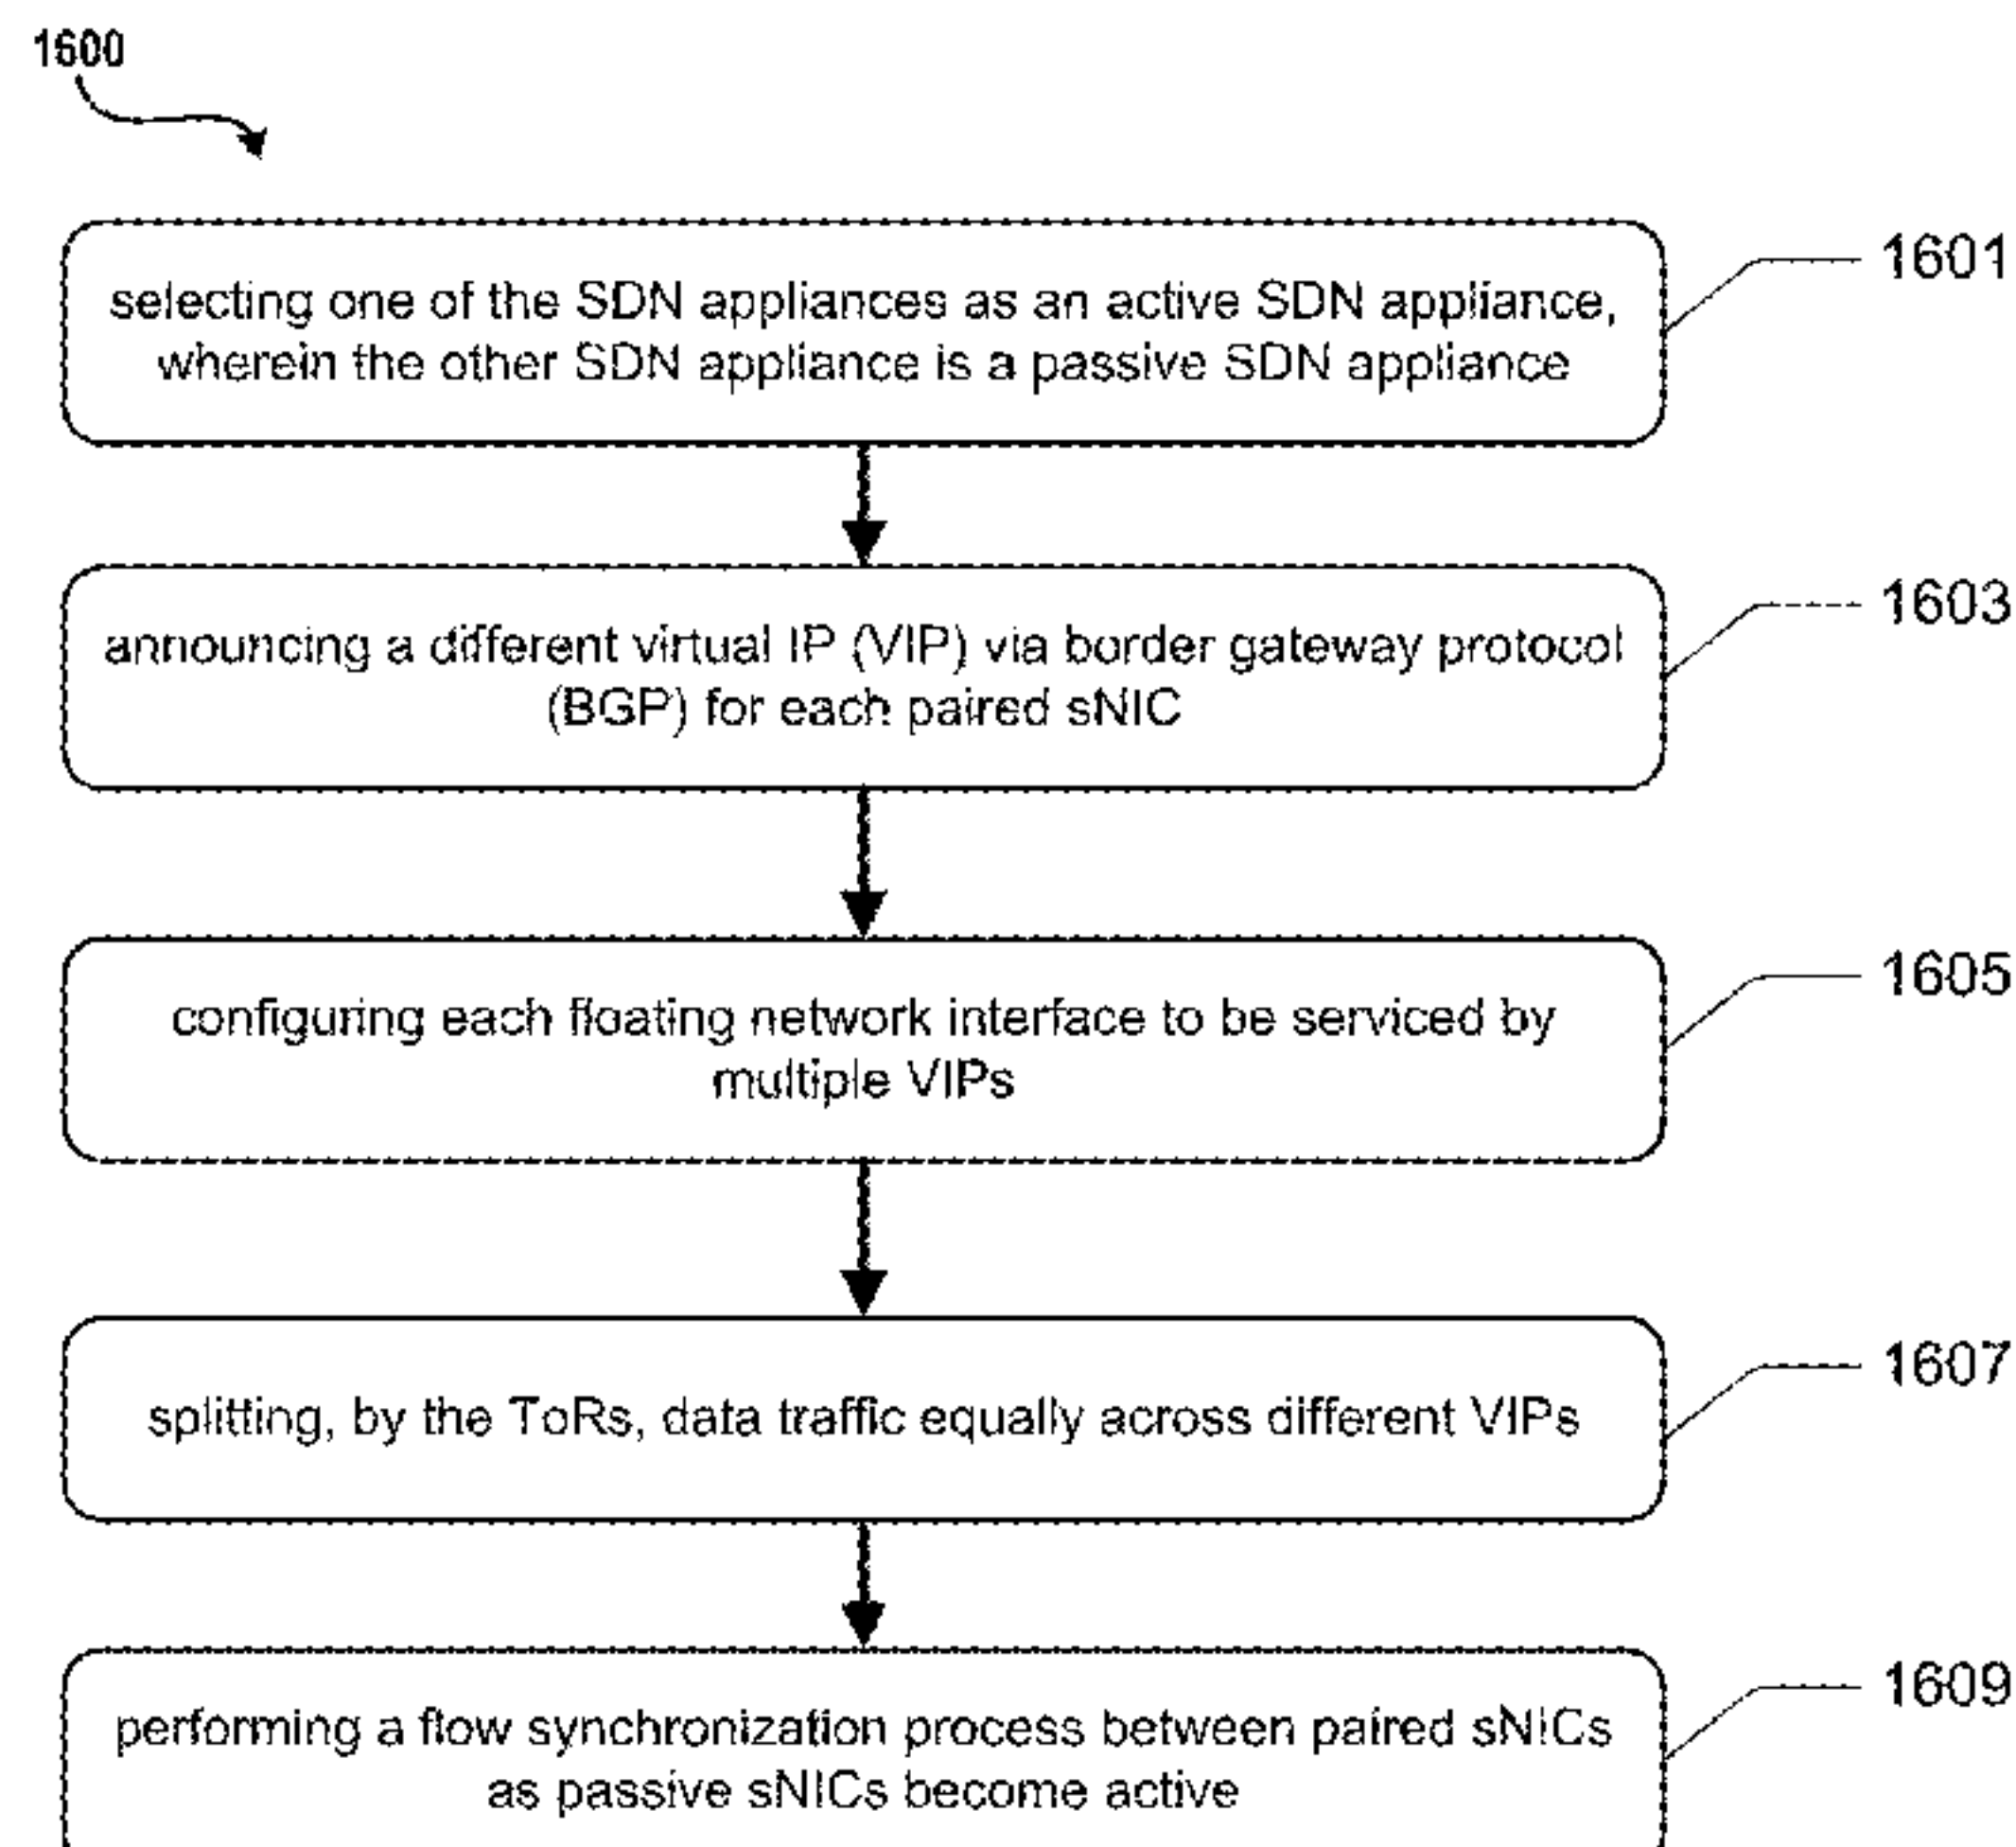 1600
selecting one of the SDN appliances as an active SDN appliance,
wherein the other SDN appliance is a passive SDN appliance
1601
announcing a different virtual IP (VIP) via border gateway protocol
(BGP) for each paired sNIC
1603
configuring each floating network interface to be serviced by
multiple VIPs
1605
splitting, by the ToRs, data traffic equally across different VIPs
1607
performing a flow synchronization process between paired sNICs
as passive sNICs become active
1609